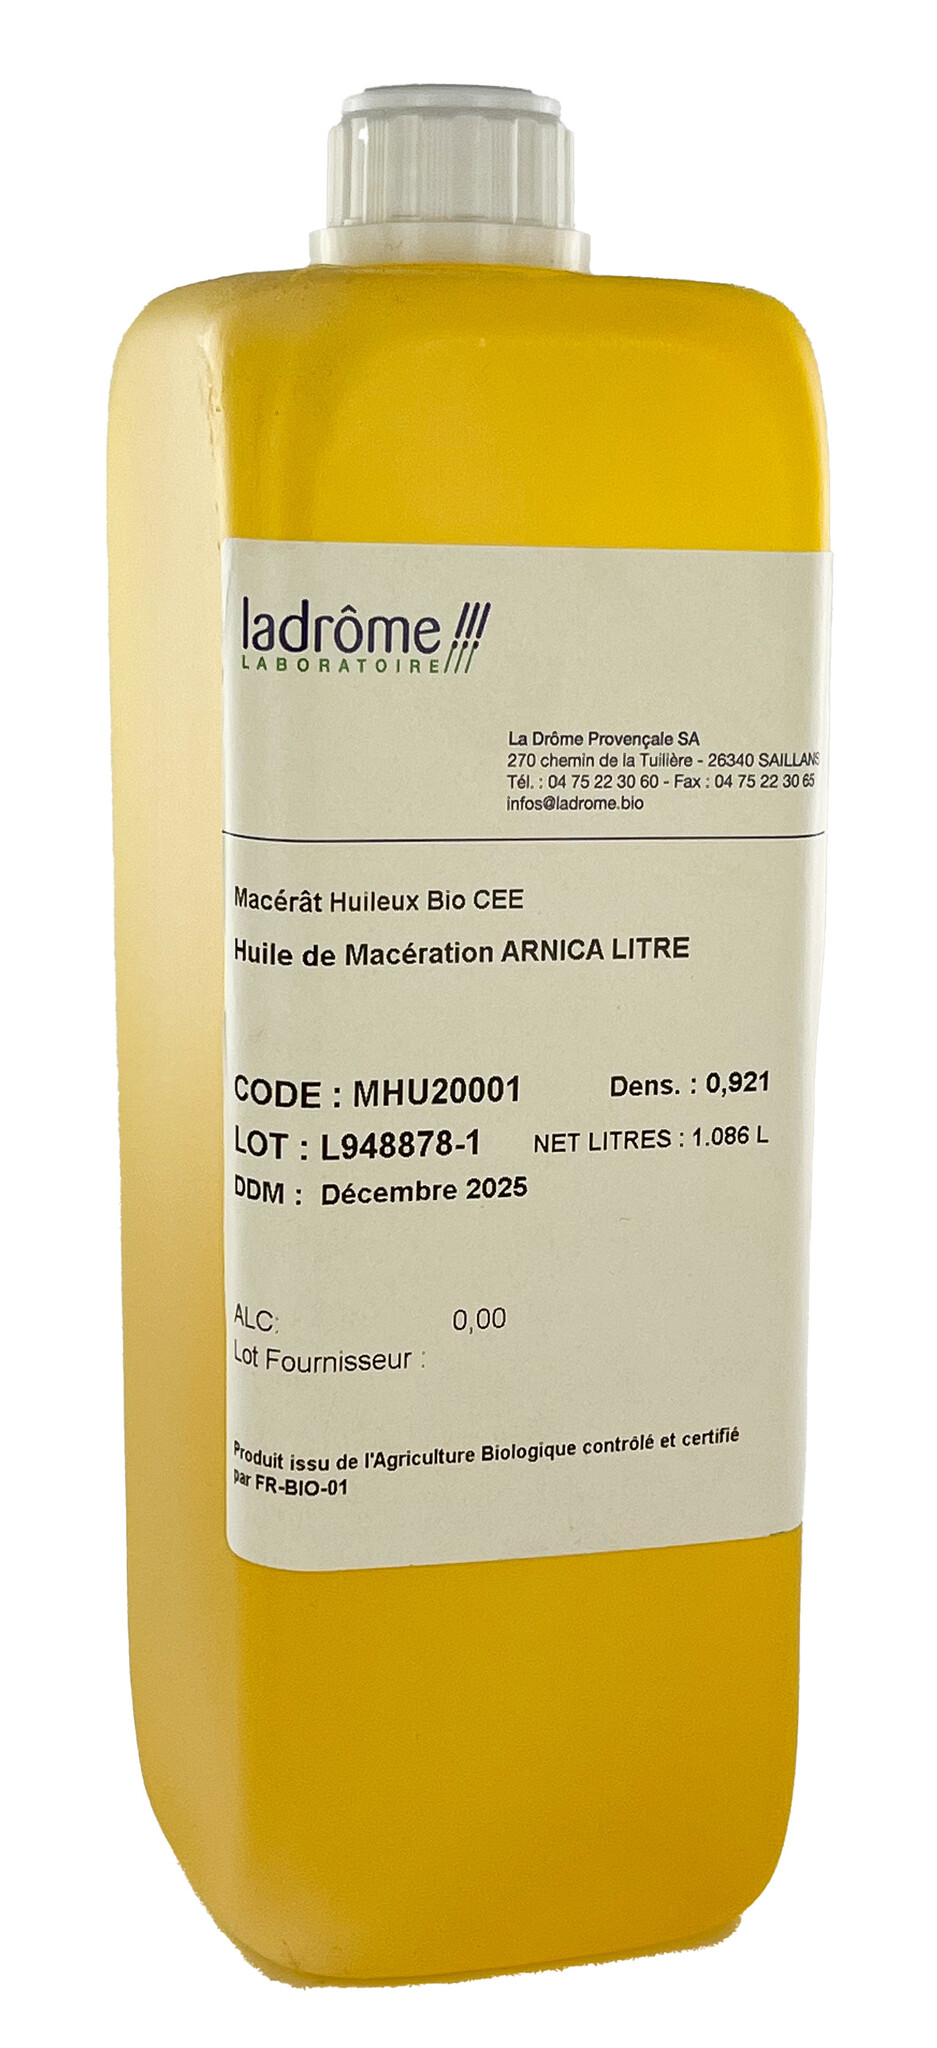 ladrôme
LABORATOIRE
La Drôme Provençale SA
270 chemin de la Tuilière - 26340 SAILLANS
Tél. : 04 75 22 30 60 - Fax : 04 75 22 30 65
infos@ladrome.bio
Macérât Huileux Bio CEE
Huile de Macération ARNICA LITRE
CODE : MHU20001 Dens. : 0,921
LOT : L948878-1 NET LITRES : 1.086 L
DDM : Décembre 2025
ALC: 0,00
Lot Fournisseur :
Produit issu de l'Agriculture Biologique contrôlé et certifié
par FR-BIO-01